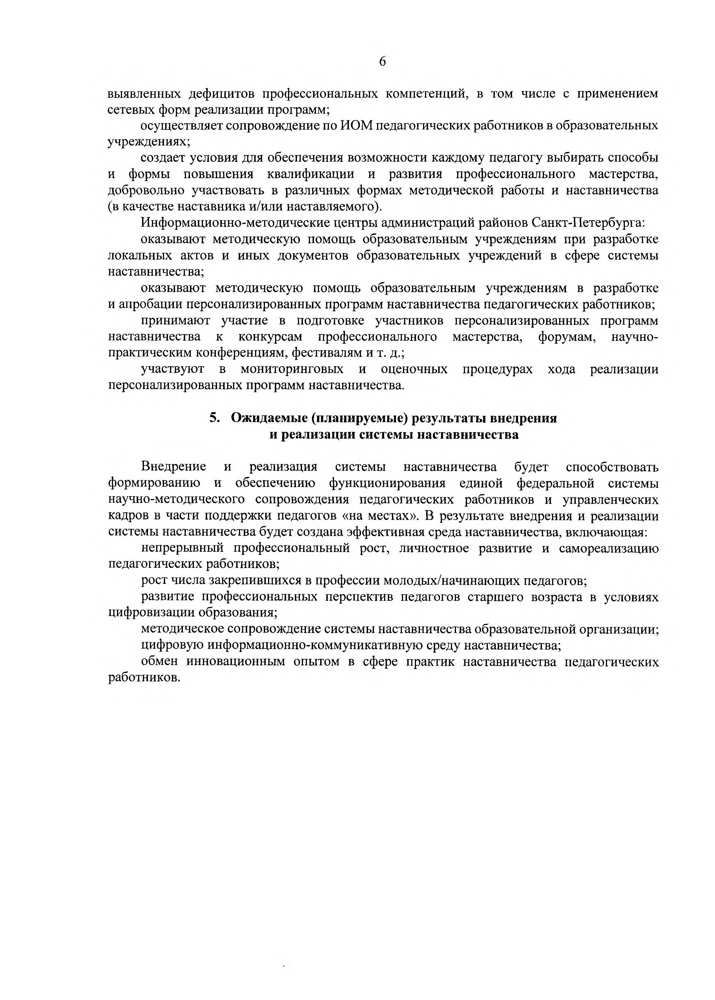 6
выявленных дефицитов профессиональных компетенций, в том числе с применением
сетевых форм реализации программ;
осуществляет сопровождение по ИОМ педагогических работников в образовательных
учреждениях;
создает условия для обеспечения возможности каждому педагогу выбирать способы
и формы повышения квалификации и развития профессионального мастерства,
добровольно участвовать в различных формах методической работы и наставничества
(в качестве наставника и/или наставляемого).
Информационно-методические центры администраций районов Санкт-Петербурга:
оказывают методическую помощь образовательным учреждениям при разработке
локальных актов и иных документов образовательных учреждений в сфере системы
наставничества;
оказывают методическую помощь образовательным учреждениям в разработке
и апробации персонализированных программ наставничества педагогических работников;
принимают участие в подготовке участников персонализированных программ
наставничества к конкурсам профессионального мастерства, форумам, научно-
практическим конференциям, фестивалям и т. д.;
участвуют в мониторинговых и оценочных процедурах хода реализации
персонализированных программ наставничества.
5. Ожидаемые (планируемые) результаты внедрения
и реализации системы наставничества
Внедрение и реализация системы наставничества будет способствовать
формированию и обеспечению функционирования единой федеральной системы
научно-методического сопровождения педагогических работников и управленческих
кадров в части поддержки педагогов «на местах». В результате внедрения и реализации
системы наставничества будет создана эффективная среда наставничества, включающая:
непрерывный профессиональный рост, личностное развитие и самореализацию
педагогических работников;
рост числа закрепившихся в профессии молодых/начинающих педагогов;
развитие профессиональных перспектив педагогов старшего возраста в условиях
цифровизации образования;
методическое сопровождение системы наставничества образовательной организации;
цифровую информационно-коммуникативную среду наставничества;
обмен инновационным опытом в сфере практик наставничества педагогических
работников.